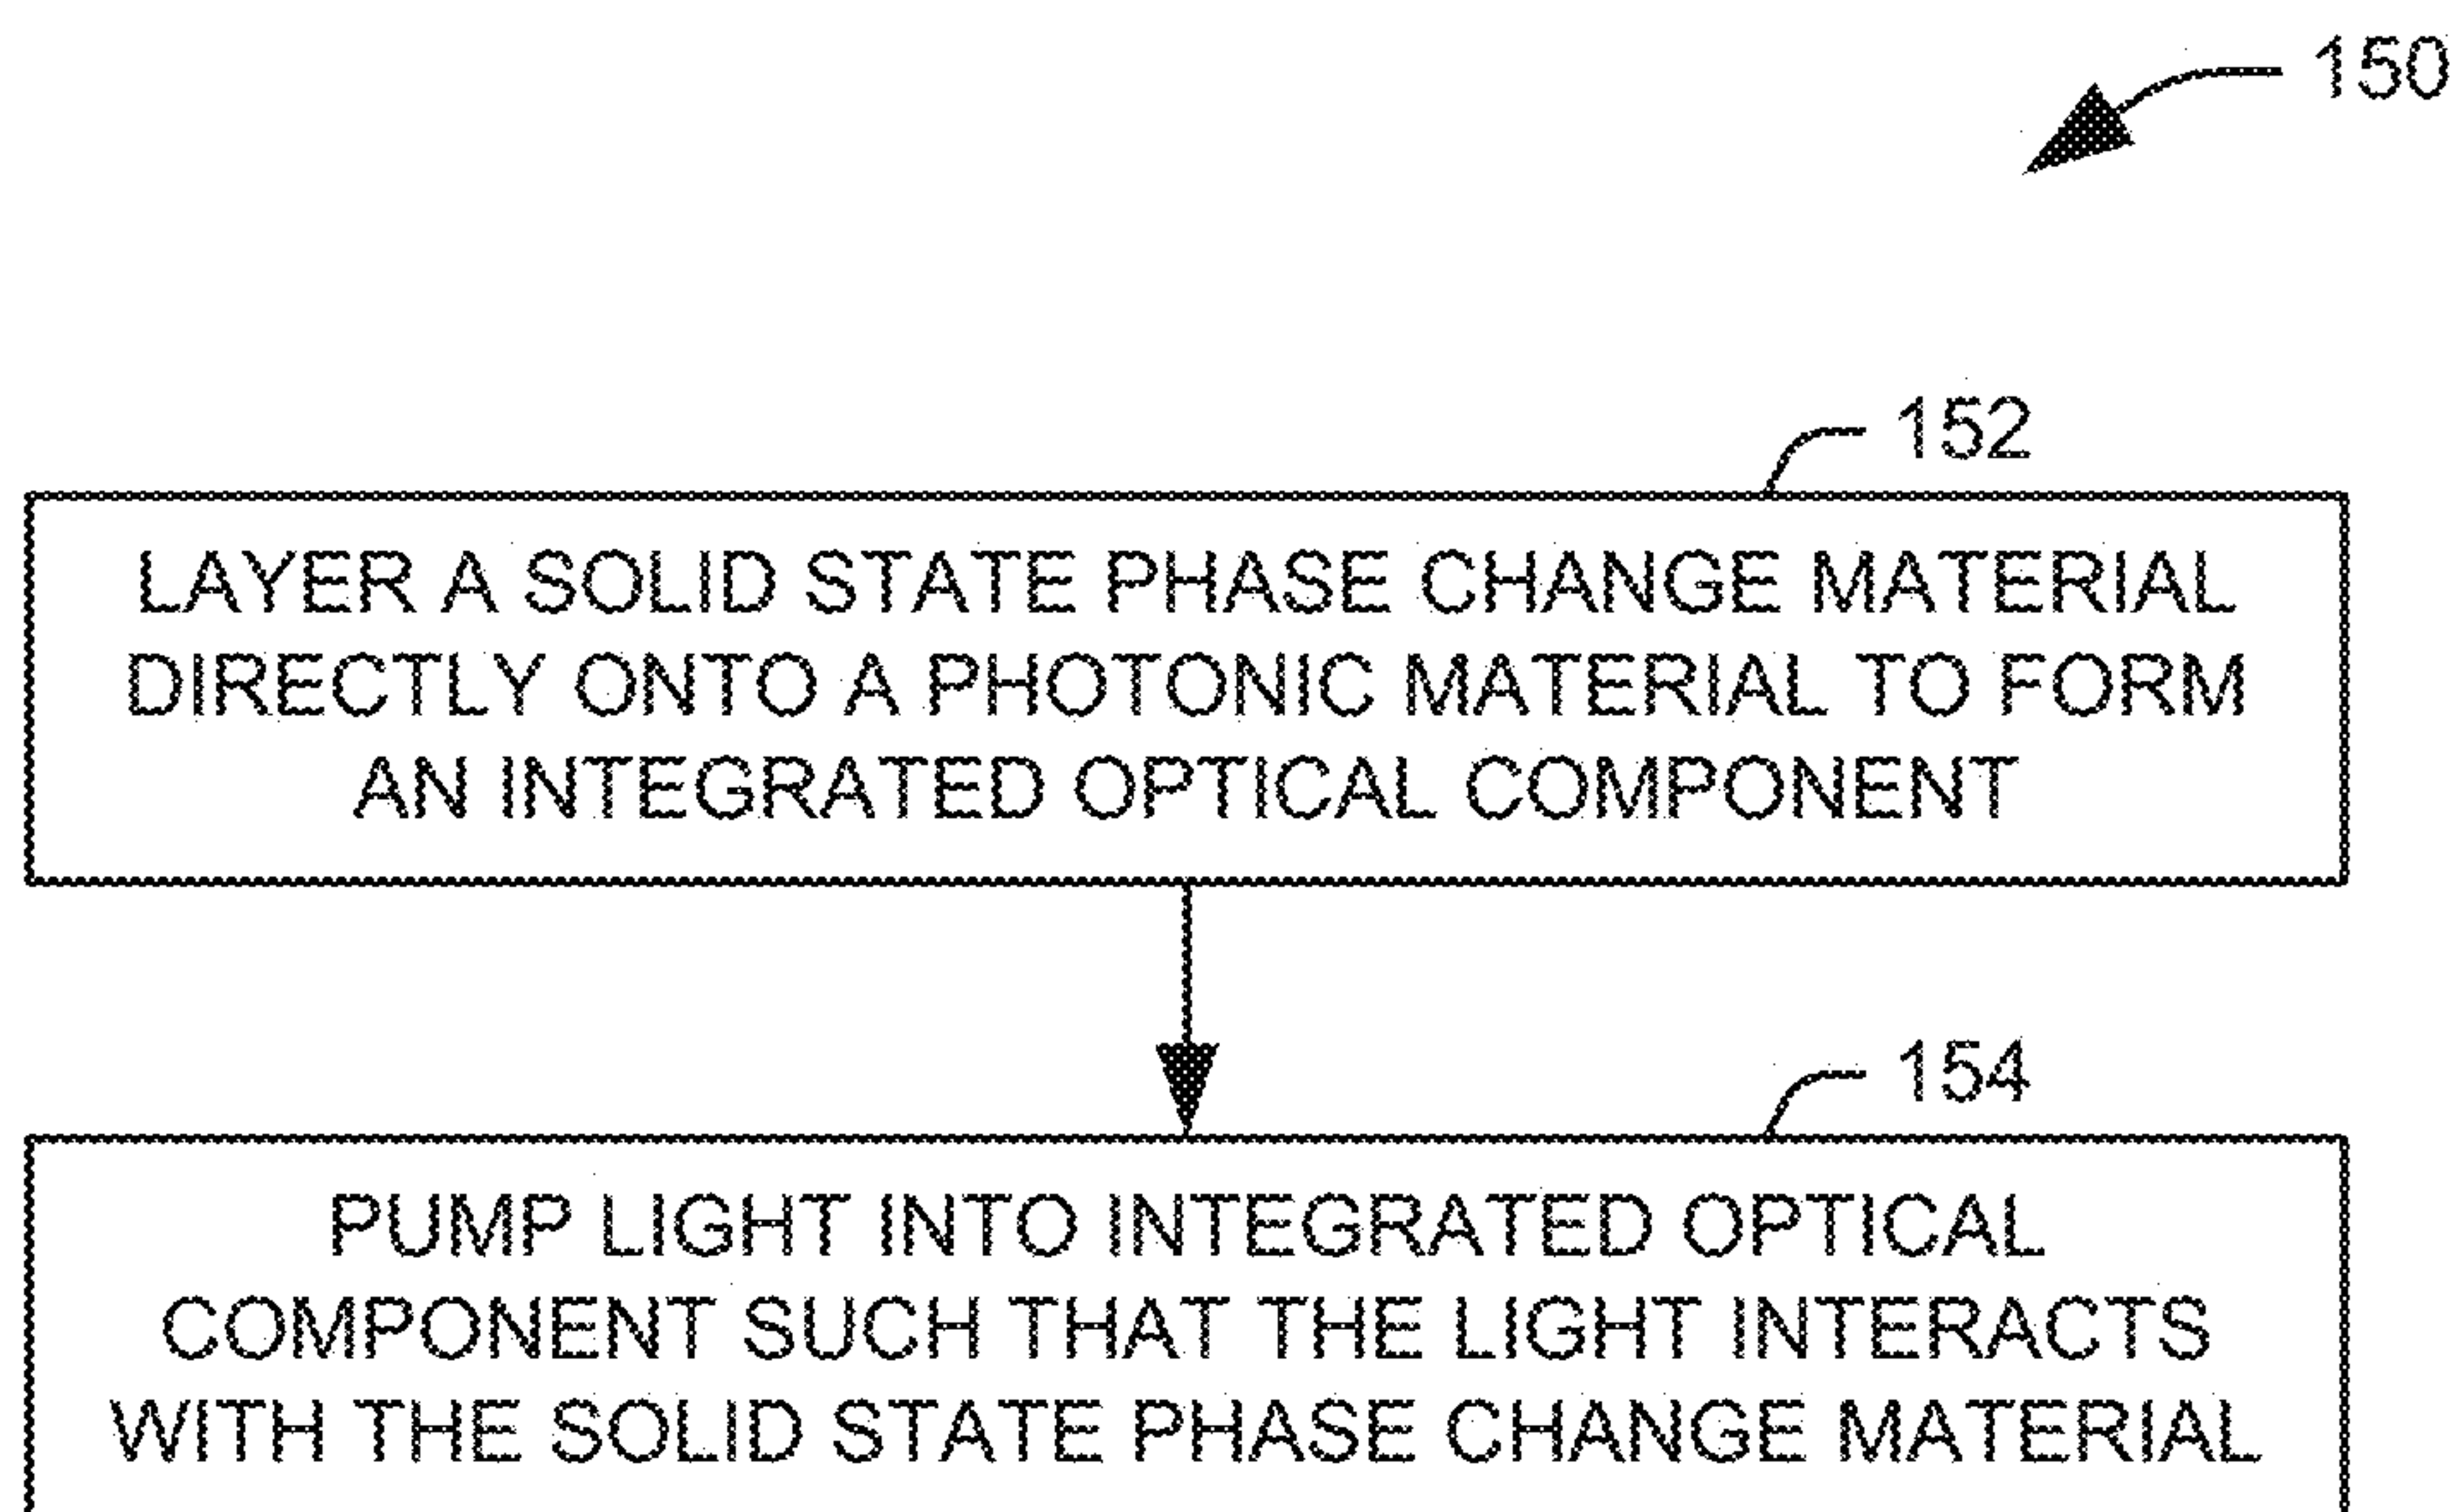 150
152
LAYER A SOLID STATE PHASE CHANGE MATERIAL
DIRECTLY ONTO A PHOTONIC MATERIAL TO FORM
AN INTEGRATED OPTICAL COMPONENT
154
PUMP LIGHT INTO INTEGRATED OPTICAL
COMPONENT SUCH THAT THE LIGHT INTERACTS
WITH THE SOLID STATE PHASE CHANGE MATERIAL